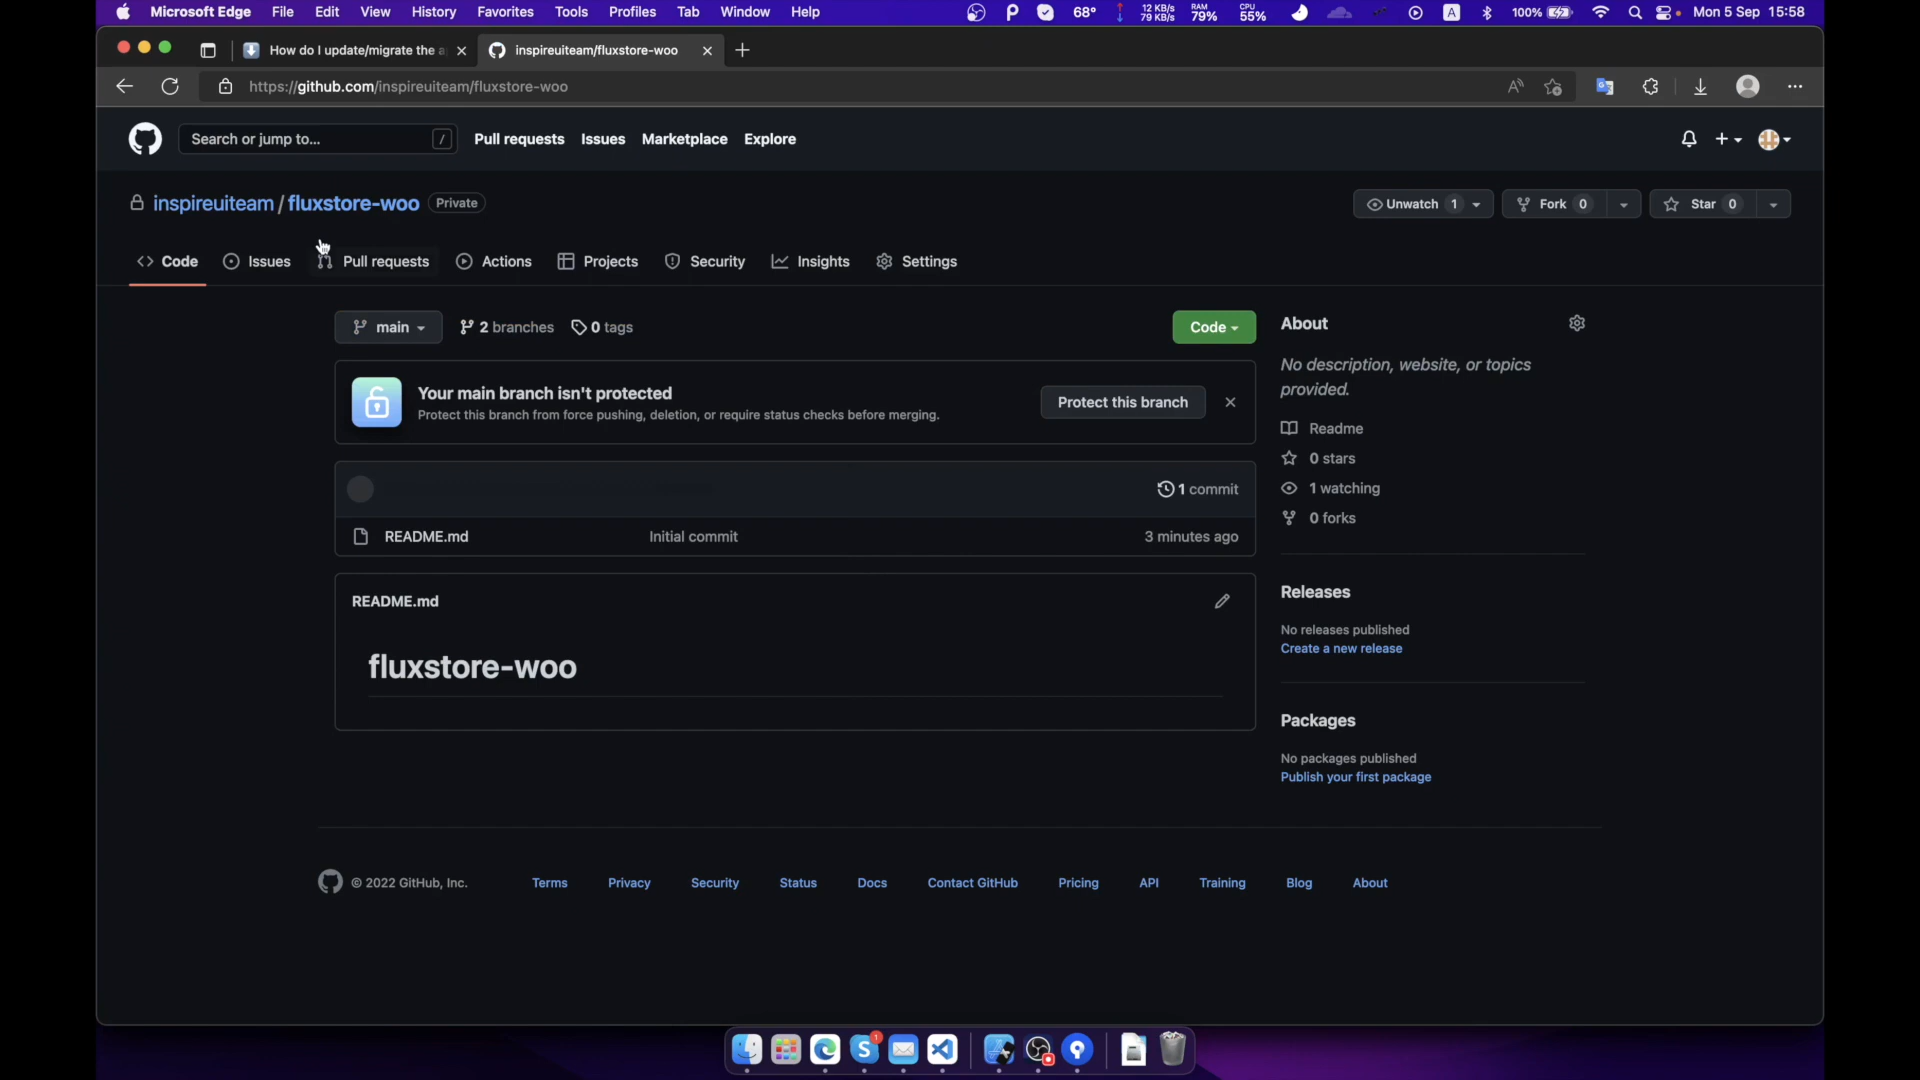 Microsoft Edge File Edit View History Favorites Tools Profiles Tab Window Help
68° 12 KB/s 79 KB/s RAM 79% CPU 55% A 100% Mon 5 Sep 15:58
How do I update/migrate the a
inspireuiteam/fluxstore-woo
https://github.com/inspireuiteam/fluxstore-woo
Search or jump to... / Pull requests Issues Marketplace Explore
inspireuiteam / fluxstore-woo Private
Unwatch 1 Fork 0 Star 0
Code Issues Pull requests Actions Projects Security Insights Settings
main 2 branches 0 tags Code
Your main branch isn't protected
Protect this branch from force pushing, deletion, or require status checks before merging.
Protect this branch
1 commit
README.md Initial commit 3 minutes ago
README.md
fluxstore-woo
About
No description, website, or topics
provided.
Readme
0 stars
1 watching
0 forks
Releases
No releases published
Create a new release
Packages
No packages published
Publish your first package
© 2022 GitHub, Inc. Terms Privacy Security Status Docs Contact GitHub Pricing API Training Blog About
1